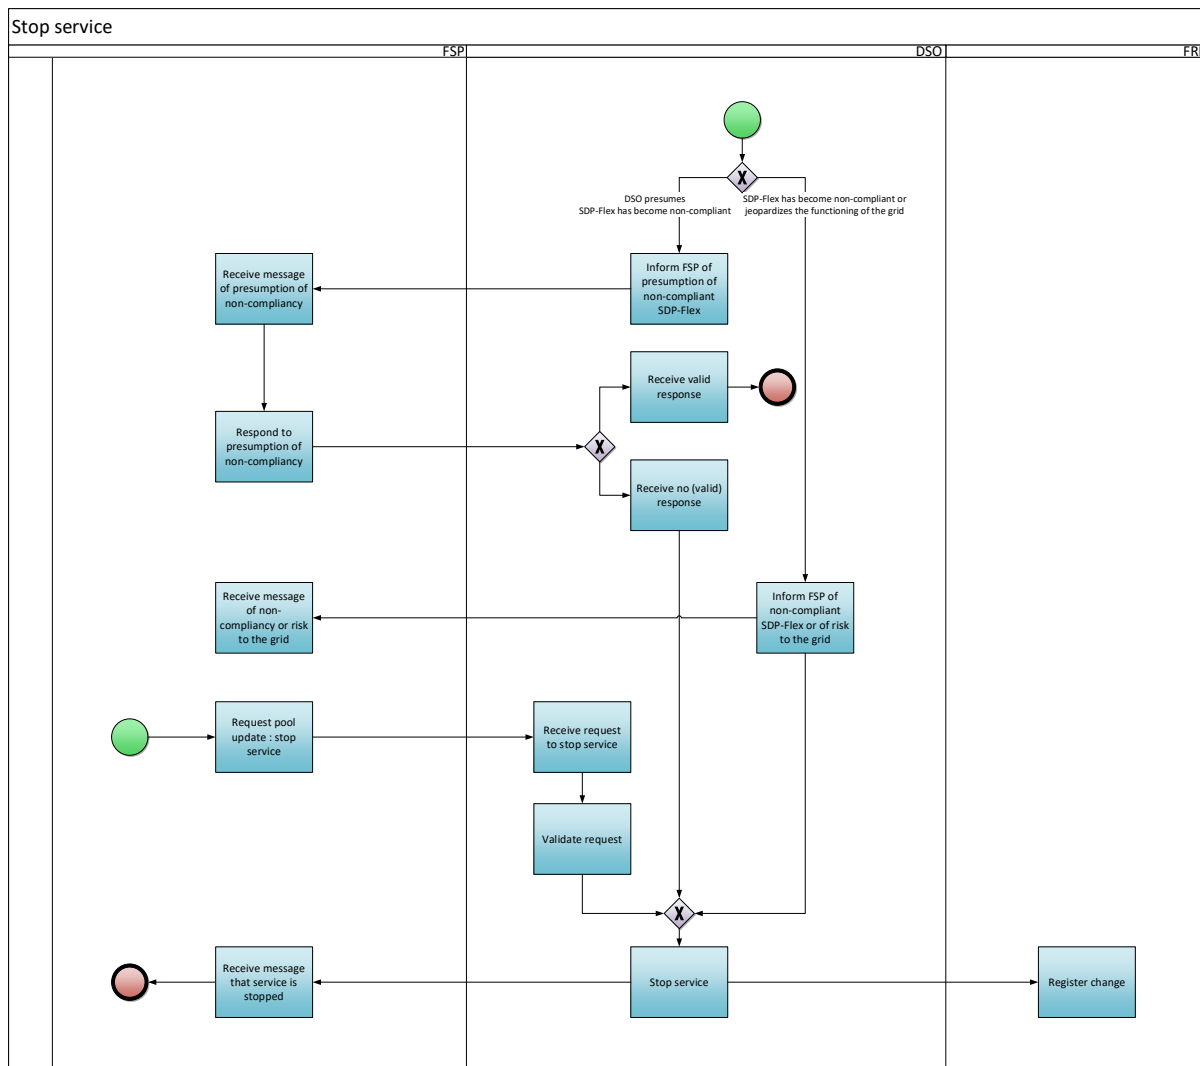 Stop service
FSP
DSO
FR
X
DSO presumes
SDP-Flex has become non-compliant
SDP-Flex has become non-compliant or
jeopardizes the functioning of the grid
Receive message
of presumption of
non-compliancy
Inform FSP of
presumption of
non-compliant
SDP-Flex
Receive valid
response
Respond to
presumption of
non-compliancy
X
Receive no (valid)
response
Receive message
of non-
compliancy or risk
to the grid
Inform FSP of
non-compliant
SDP-Flex or of risk
to the grid
Request pool
update : stop
service
Receive request
to stop service
Validate request
X
Receive message
that service is
stopped
Stop service
Register change